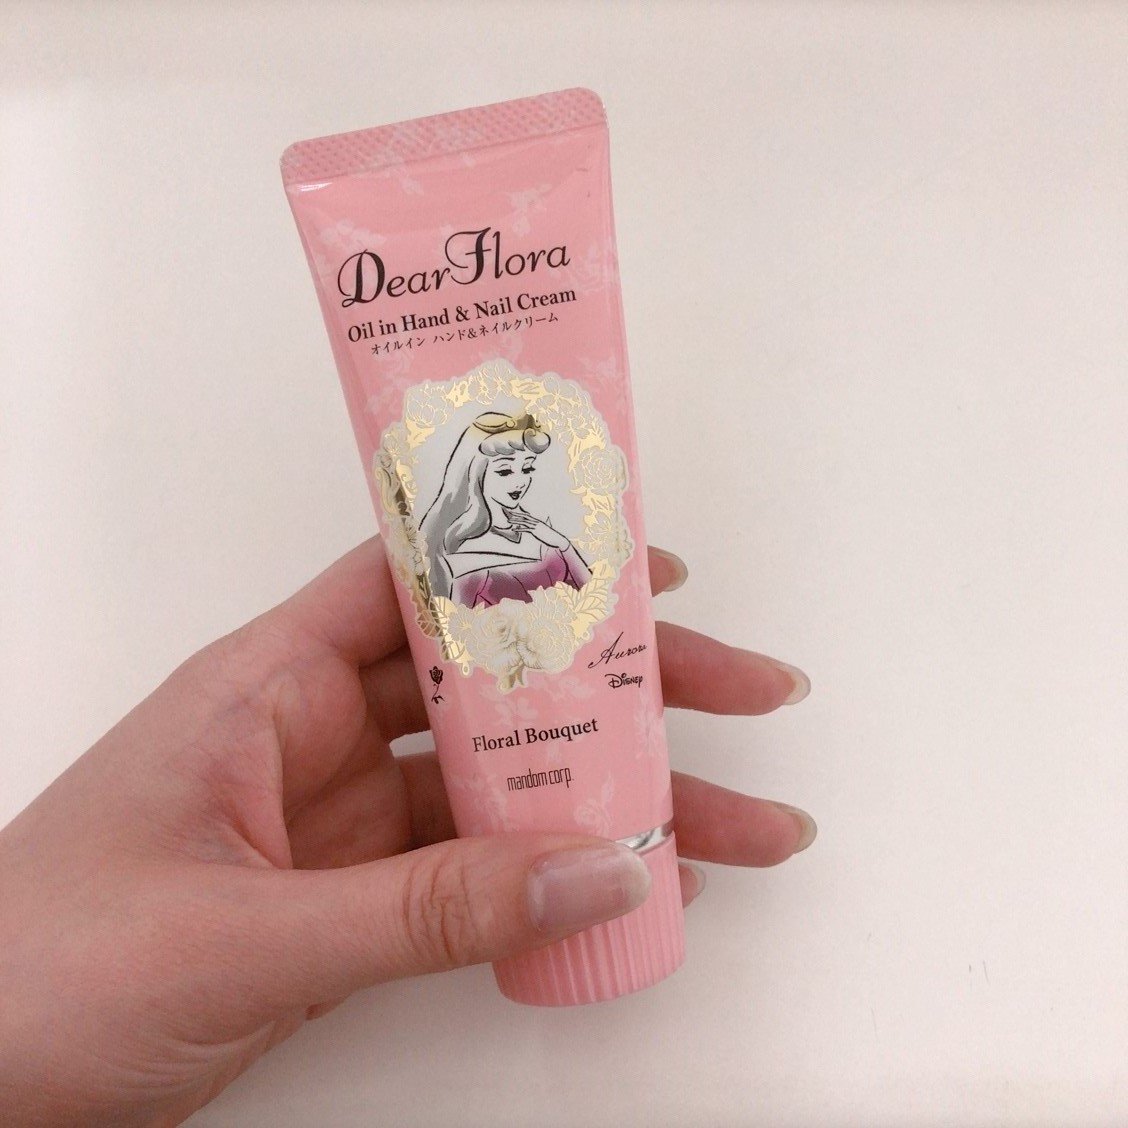 Dear Flora
Oil in Hand & Nail Cream
オイルイン ハンド&ネイルクリーム
Aurora
Disney
Floral Bouquet
mandom corp.